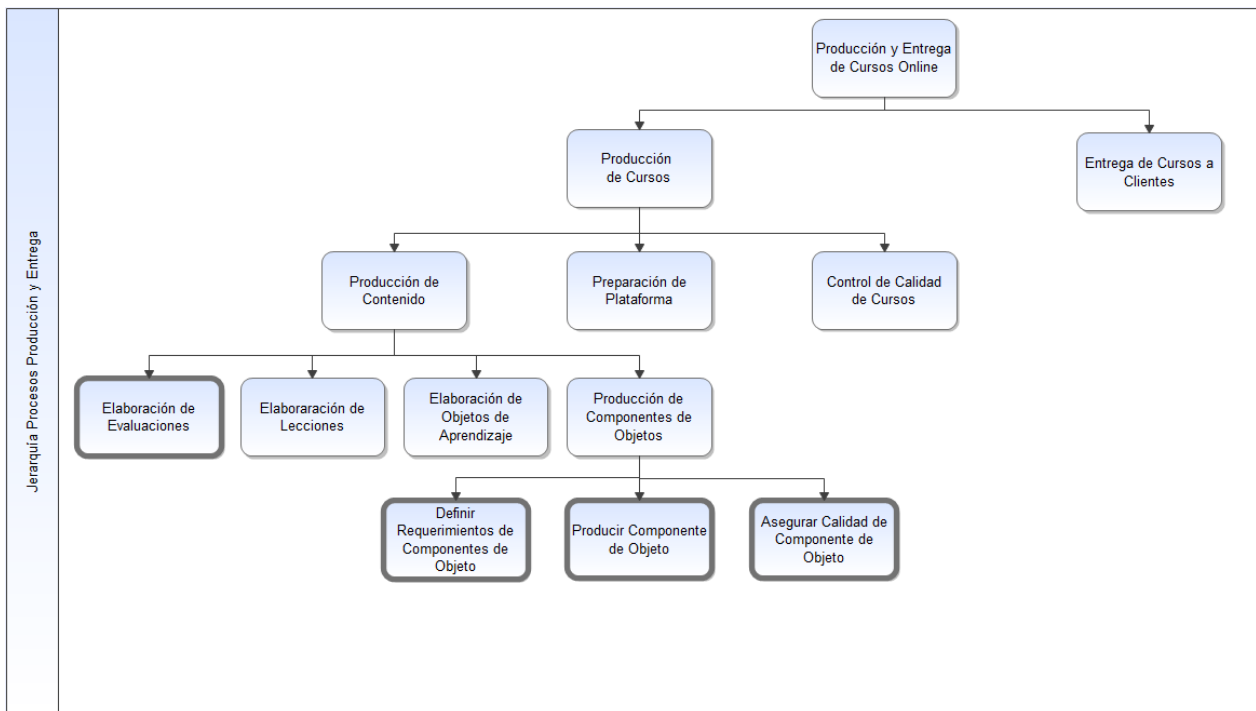 Jerarquía Procesos Producción y Entrega
Producción y Entrega
de Cursos Online
Producción
de Cursos
Entrega de Cursos a
Clientes
Producción de
Contenido
Preparación de
Plataforma
Control de Calidad
de Cursos
Elaboración de
Evaluaciones
Elaboraración de
Lecciones
Elaboración de
Objetos de
Aprendizaje
Producción de
Componentes de
Objetos
Definir
Requerimientos de
Componentes de
Objeto
Producir Componente
de Objeto
Asegurar Calidad de
Componente de
Objeto